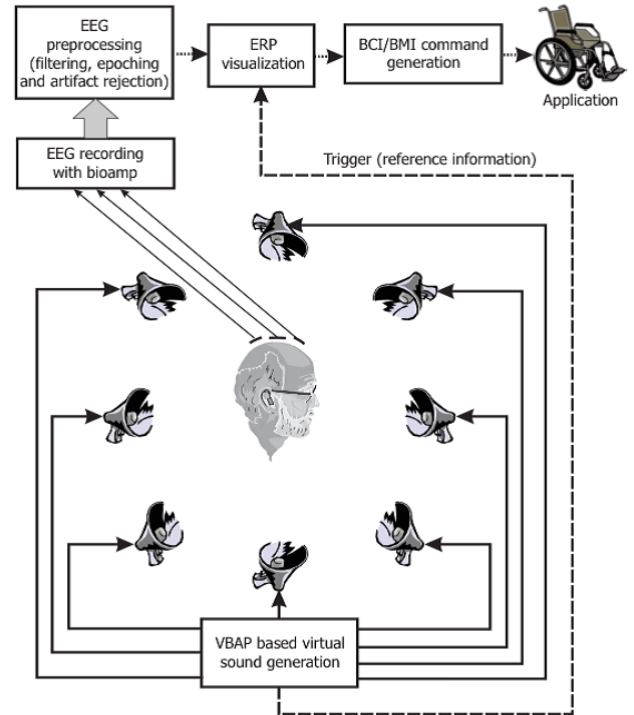 EEG
preprocessing
(filtering, epoching
and artifact rejection)
ERP
visualization
BCI/BMI command
generation
Application
EEG recording
with bioamp
Trigger (reference information)
VBAP based virtual
sound generation